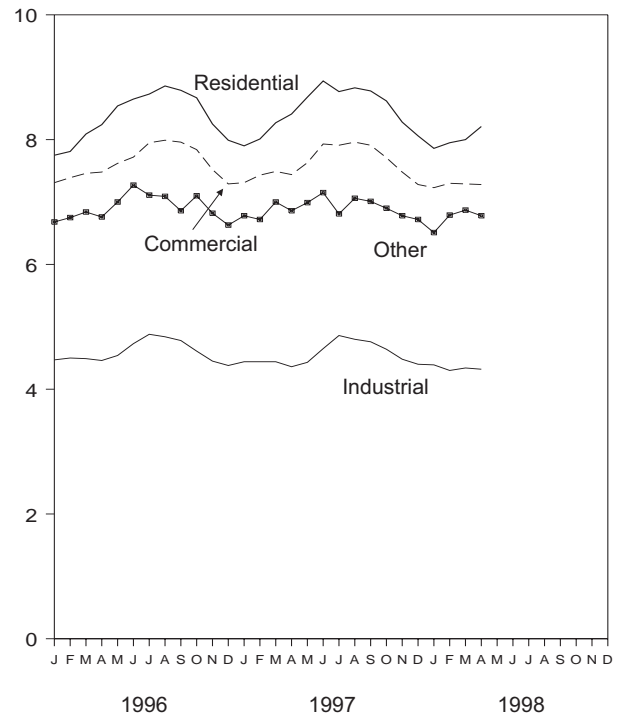 10
Residential
8
Commercial
Other
6
Industrial
4
2
0
J F M A M J J A S O N D J F M A M J J A S O N D J F M A M J J A S O N D
1996 1997 1998